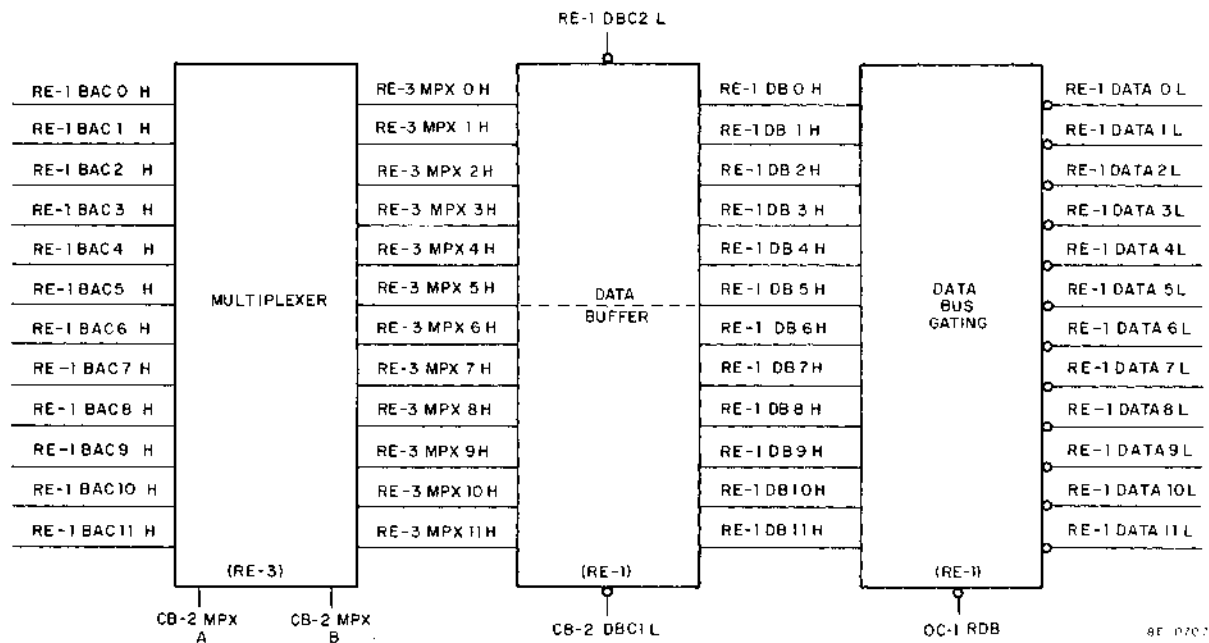 RE-1 DBC2 L
RE-1 BAC0 H RE-3 MPX 0 H RE-1 DB 0 H RE-1 DATA 0 L
RE-1 BAC1 H RE-3 MPX 1 H RE-1 DB 1 H RE-1 DATA 1 L
RE-1 BAC2 H RE-3 MPX 2 H RE-1 DB 2 H RE-1 DATA 2 L
RE-1 BAC3 H RE-3 MPX 3 H RE-1 DB 3 H RE-1 DATA 3 L
RE-1 BAC4 H RE-3 MPX 4 H RE-1 DB 4 H RE-1 DATA 4 L
RE-1 BAC5 H RE-3 MPX 5 H RE-1 DB 5 H RE-1 DATA 5 L
MULTIPLEXER
DATA
BUFFER
DATA
BUS
GATING
RE-1 BAC6 H RE-3 MPX 6 H RE-1 DB 6 H RE-1 DATA 6 L
RE-1 BAC7 H RE-3 MPX 7 H RE-1 DB 7 H RE-1 DATA 7 L
RE-1 BAC8 H RE-3 MPX 8 H RE-1 DB 8 H RE-1 DATA 8 L
RE-1 BAC9 H RE-3 MPX 9 H RE-1 DB 9 H RE-1 DATA 9 L
RE-1 BAC10 H RE-3 MPX 10 H RE-1 DB 10 H RE-1 DATA 10 L
RE-1 BAC11 H RE-3 MPX 11 H RE-1 DB 11 H RE-1 DATA 11 L
(RE-3) (RE-1) (RE-1)
CB-2 MPX
A
CB-2 MPX
B
CB-2 DBC1 L
OC-1 RDB